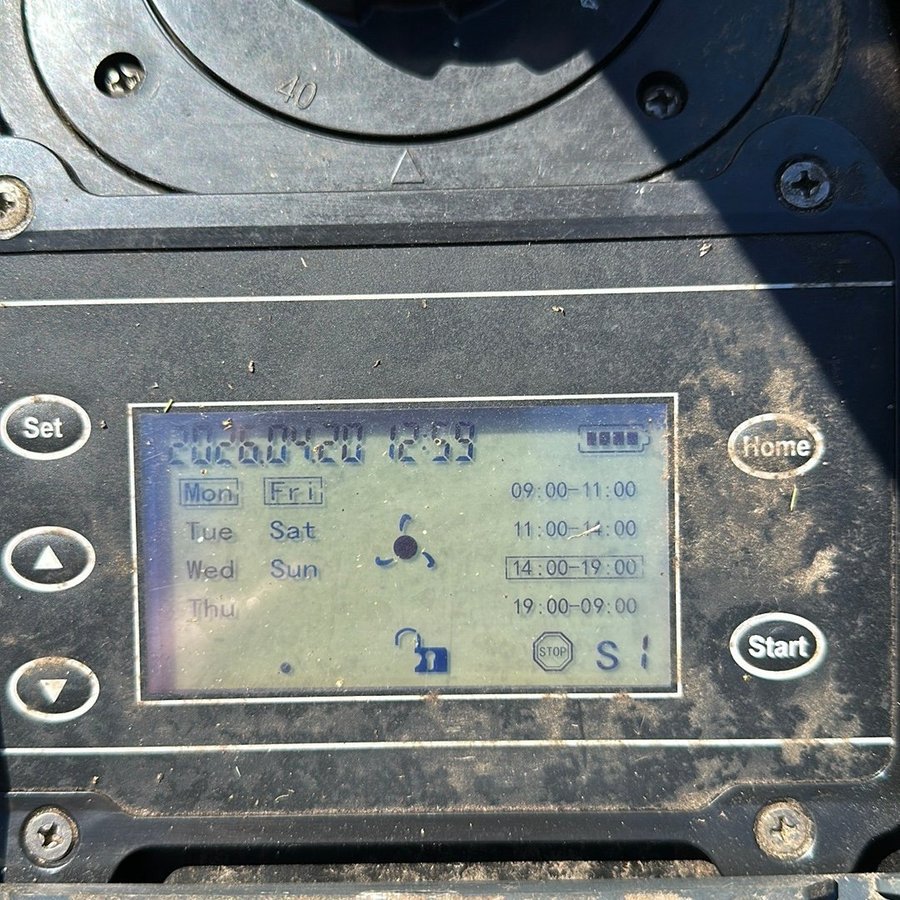 40
2026.04.20 12:59
Set
Home
Mon Fri 09:00-11:00
Tue Sat 11:00-14:00
Wed Sun 14:00-19:00
Thu 19:00-09:00
STOP S1
Start